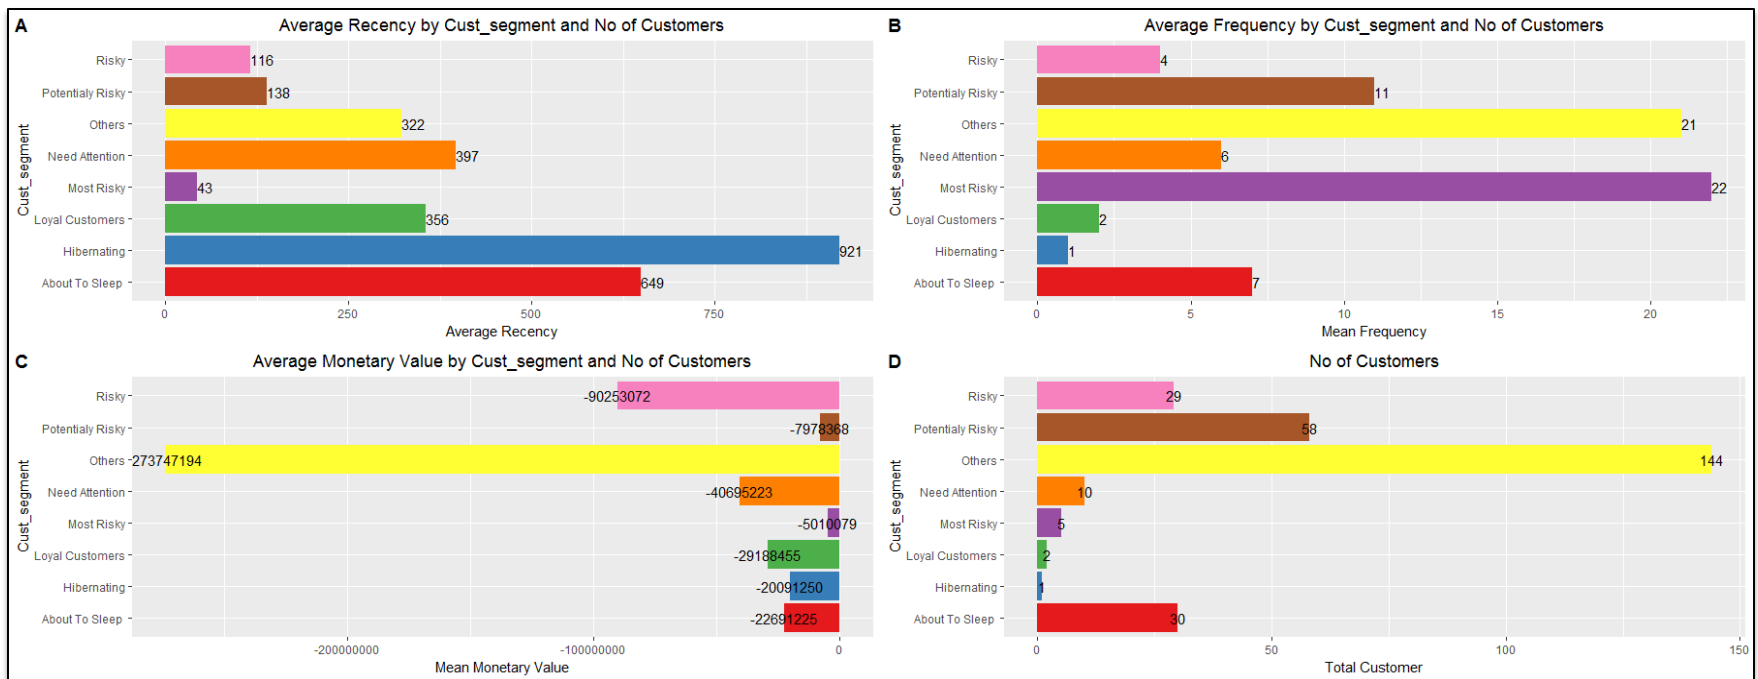 A
Average Recency by Cust_segment and No of Customers
Cust_segment
Risky
116
Potentialy Risky
138
Others
322
Need Attention
397
Most Risky
43
Loyal Customers
356
Hibernating
921
About To Sleep
649
0 250 500 750
Average Recency
B
Average Frequency by Cust_segment and No of Customers
Cust_segment
Risky
4
Potentialy Risky
11
Others
21
Need Attention
6
Most Risky
22
Loyal Customers
2
Hibernating
1
About To Sleep
7
0 5 10 15 20
Mean Frequency
C
Average Monetary Value by Cust_segment and No of Customers
Cust_segment
Risky
-90253072
Potentialy Risky
-7978368
Others
273747194
Need Attention
-40695223
Most Risky
-5010079
Loyal Customers
-29188455
Hibernating
-20091250
About To Sleep
-22691225
-200000000 -100000000 0
Mean Monetary Value
D
No of Customers
Cust_segment
Risky
29
Potentialy Risky
58
Others
144
Need Attention
10
Most Risky
5
Loyal Customers
2
Hibernating
1
About To Sleep
30
0 50 100 150
Total Customer